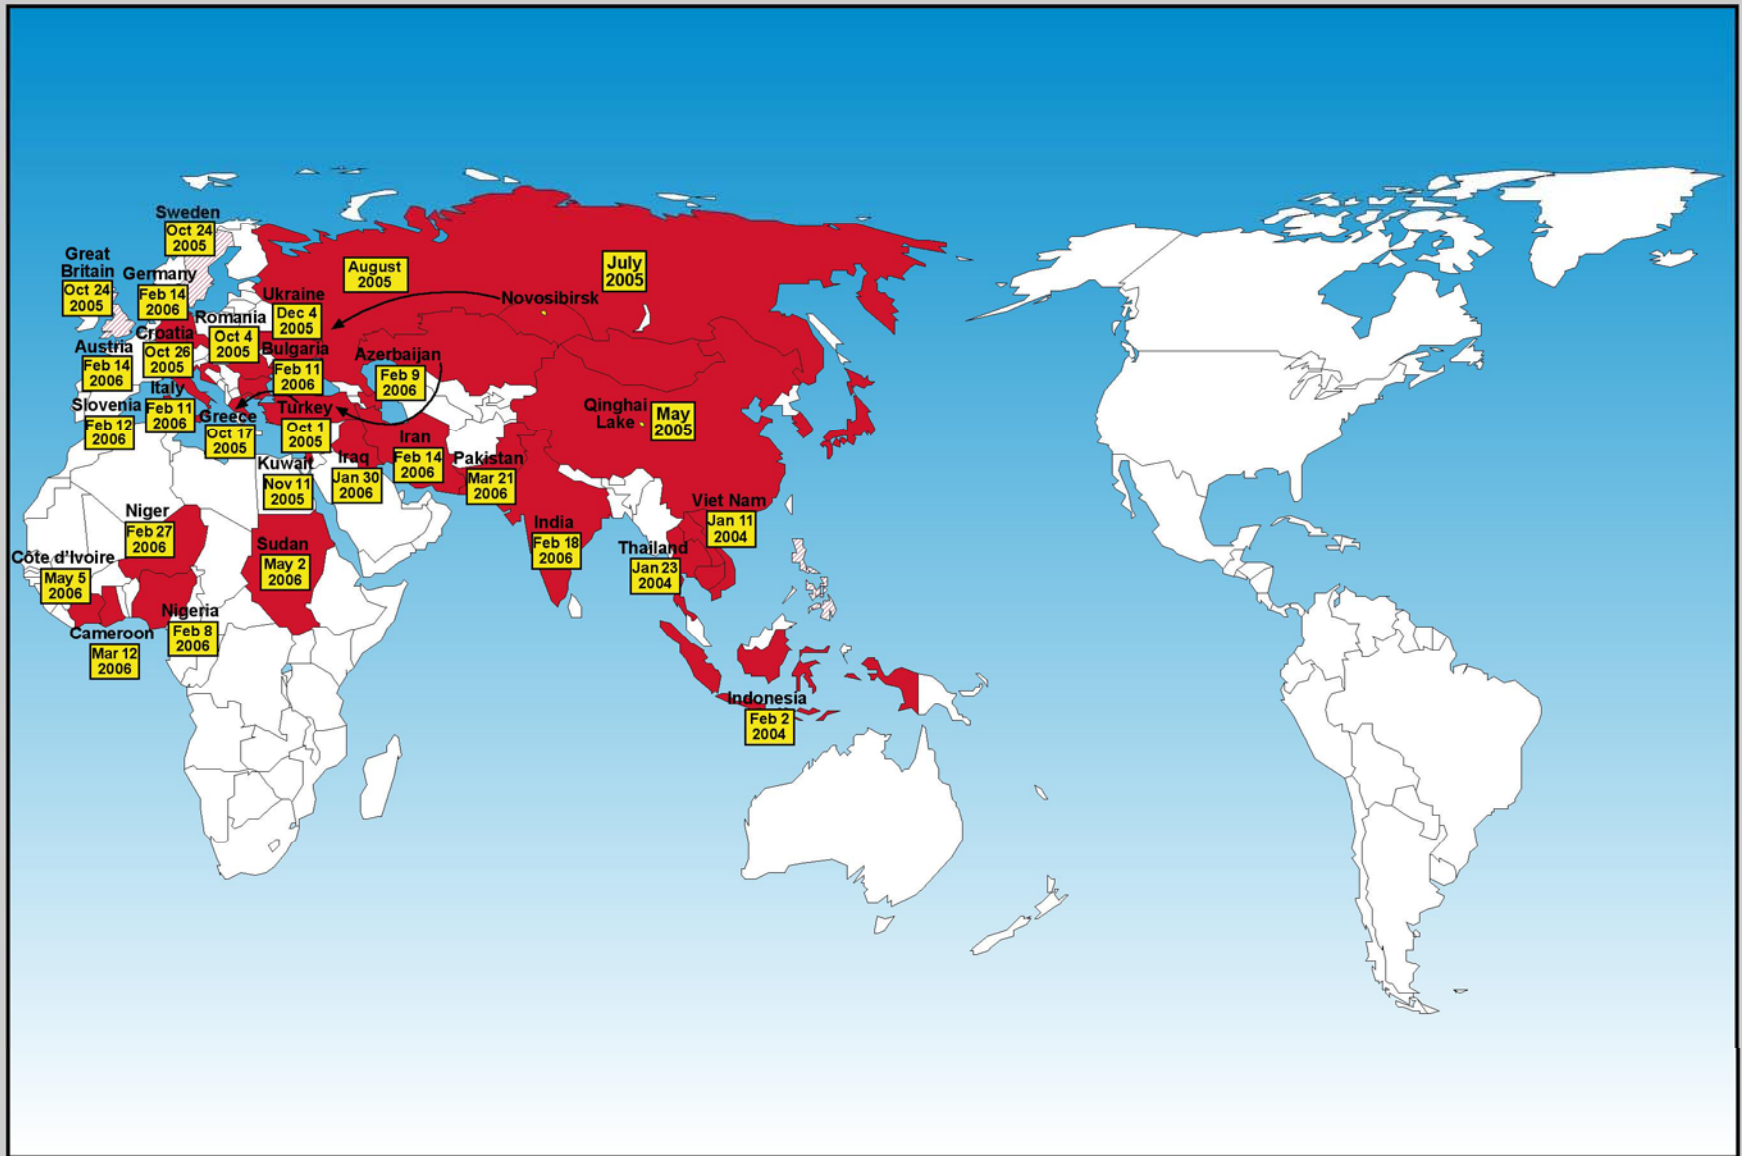 Sweden
Oct 24
2005
Great
Britain
Oct 24
2005
Germany
Feb 14
2006
August
2005
July
2005
Novosibirsk
Ukraine
Dec 4
2005
Romania
Oct 4
2005
Croatia
Oct 26
2005
Austria
Feb 14
2006
Bulgaria
Feb 11
2006
Azerbaijan
Feb 9
2006
Italy
Feb 11
2006
Slovenia
Feb 12
2006
Greece
Oct 17
2005
Turkey
Oct 1
2005
Qinghai
Lake
May
2005
Iran
Feb 14
2006
Kuwait
Nov 11
2005
Iraq
Jan 30
2006
Pakistan
Mar 21
2006
Viet Nam
Jan 11
2004
Niger
Feb 27
2006
India
Feb 18
2006
Sudan
May 2
2006
Thailand
Jan 23
2004
Côte d'Ivoire
May 5
2006
Nigeria
Feb 8
2006
Cameroon
Mar 12
2006
Indonesia
Feb 2
2004